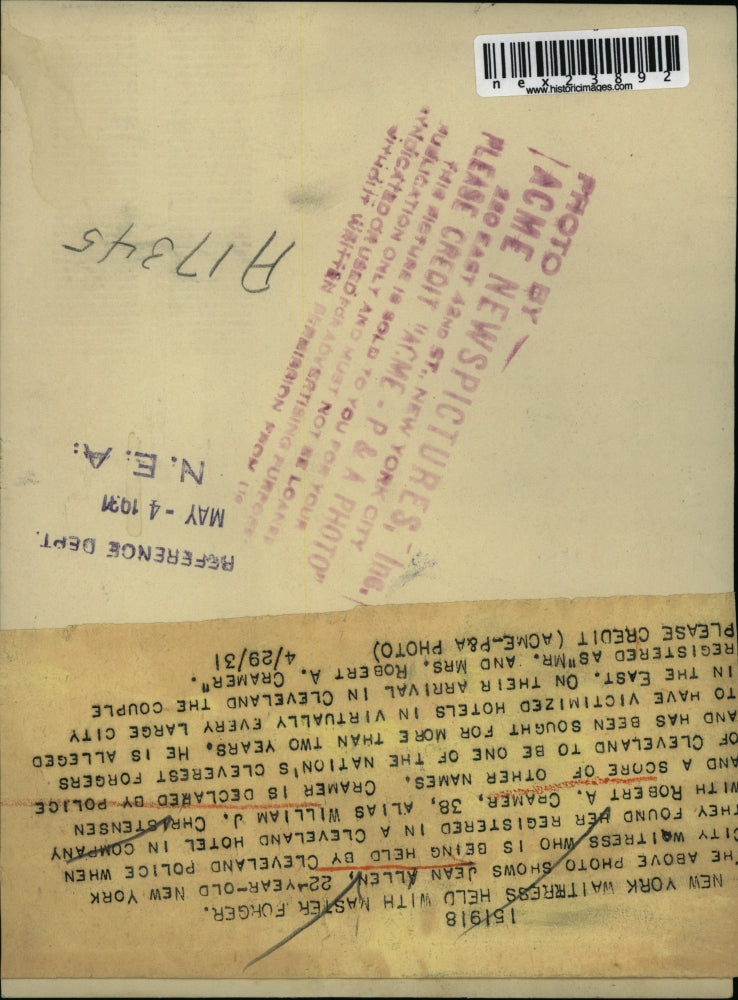 nex23892
www.historicimages.com
PHOTO BY
ACME NEWSPICTURES, Inc.
220 EAST 42ND ST., NEW YORK CITY
PLEASE CREDIT "ACME - P & A PHOTO"
THIS PICTURE IS SOLD TO YOU FOR YOUR
PUBLICATION ONLY AND MUST NOT BE LOANED
SYNDICATED OR USED FOR ADVERTISING PURPOSE
WITHOUT WRITTEN PERMISSION FROM US
A17345
REFERENCE DEPT.
MAY - 4 1931
N. E. A.
151918
NEW YORK WAITRESS HELD WITH MASTER FORGER.
THE ABOVE PHOTO SHOWS JEAN ALLEN, 22-YEAR-OLD NEW YORK
CITY WAITRESS WHO IS BEING HELD BY CLEVELAND POLICE WHEN
THEY FOUND HER REGISTERED IN A CLEVELAND HOTEL IN COMPANY
WITH ROBERT A. CRAMER, 38, ALIAS WILLIAM J. CHRISTENSEN
AND A SCORE OF OTHER NAMES. CRAMER IS DECLARED BY POLICE
OF CLEVELAND TO BE ONE OF THE NATION'S CLEVEREST FORGERS
AND HAS BEEN SOUGHT FOR MORE THAN TWO YEARS. HE IS ALLEGED
TO HAVE VICTIMIZED HOTELS IN VIRTUALLY EVERY LARGE CITY
IN THE EAST. ON THEIR ARRIVAL IN CLEVELAND THE COUPLE
REGISTERED AS "MR. AND MRS. ROBERT A. CRAMER".
PLEASE CREDIT (ACME-P&A PHOTO) 4/29/31